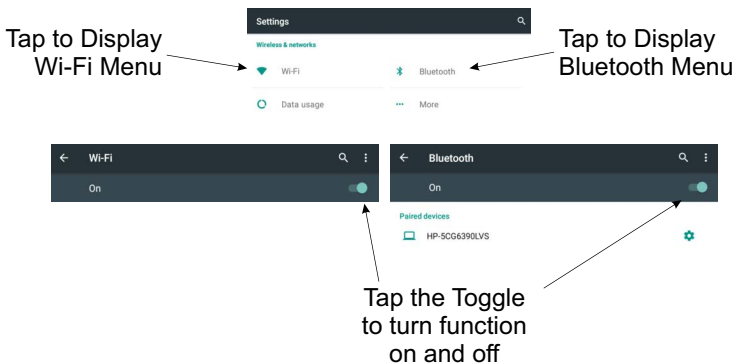 Settings
Wireless & networks
Tap to Display
Wi-Fi Menu
Wi-Fi
Bluetooth
Tap to Display
Bluetooth Menu
Data usage
More
Wi-Fi
On
Bluetooth
On
Paired devices
HP-5CG6390LVS
Tap the Toggle
to turn function
on and off